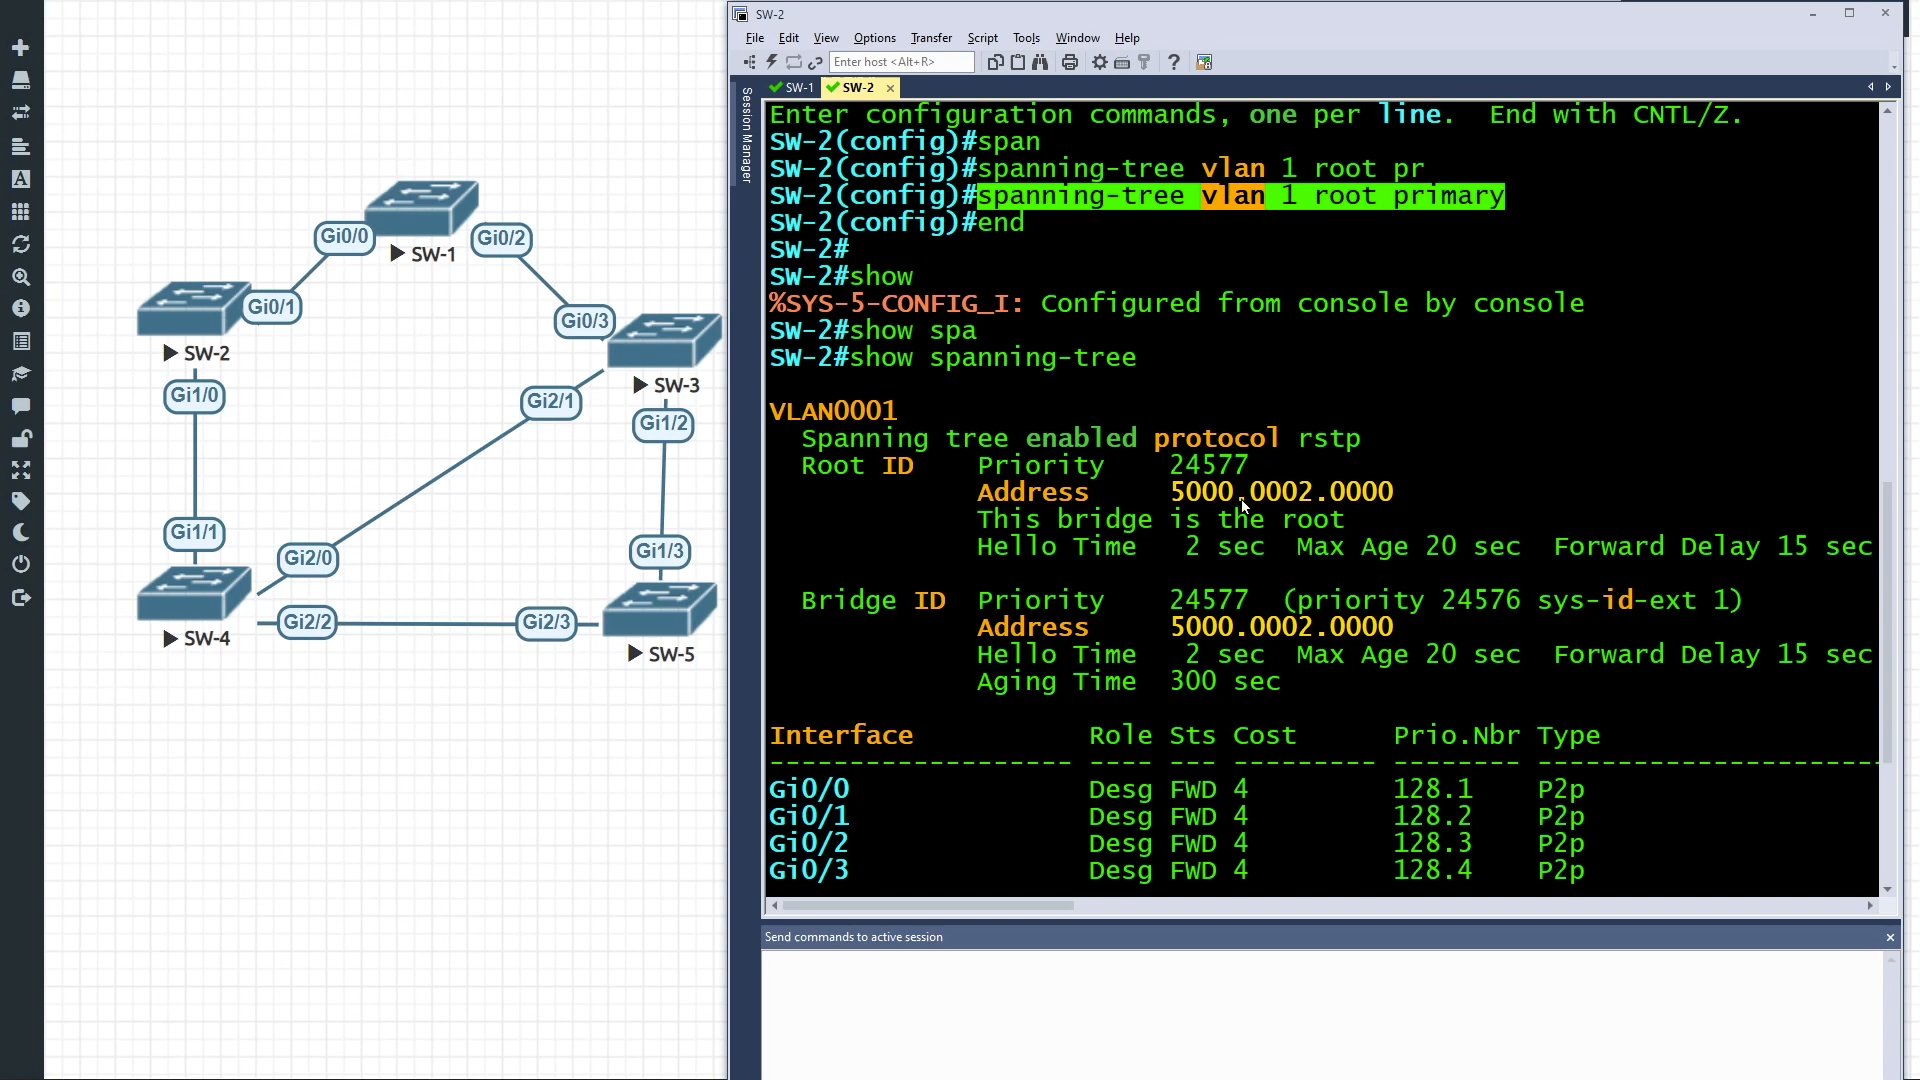 SW-2
File Edit View Options Transfer Script Tools Window Help
Enter host <Alt+R>
Session Manager
SW-1 SW-2
Enter configuration commands, one per line.  End with CNTL/Z.
SW-2(config)#span
SW-2(config)#spanning-tree vlan 1 root pr
SW-2(config)#spanning-tree vlan 1 root primary
SW-2(config)#end
SW-2#
SW-2#show
%SYS-5-CONFIG_I: Configured from console by console
SW-2#show spa
SW-2#show spanning-tree
VLAN0001
Spanning tree enabled protocol rstp
Root ID Priority 24577
Address 5000.0002.0000
This bridge is the root
Hello Time 2 sec Max Age 20 sec Forward Delay 15 sec
Bridge ID Priority 24577 (priority 24576 sys-id-ext 1)
Address 5000.0002.0000
Hello Time 2 sec Max Age 20 sec Forward Delay 15 sec
Aging Time 300 sec
Interface Role Sts Cost Prio.Nbr Type
------------------- ---- --- --------- -------- -----------------------
Gi0/0 Desg FWD 4 128.1 P2p
Gi0/1 Desg FWD 4 128.2 P2p
Gi0/2 Desg FWD 4 128.3 P2p
Gi0/3 Desg FWD 4 128.4 P2p
Send commands to active session
Gi0/0
Gi0/2
SW-1
Gi0/1
Gi0/3
SW-2
SW-3
Gi1/0
Gi2/1
Gi1/2
Gi1/1
Gi2/0
Gi1/3
Gi2/2
Gi2/3
SW-4
SW-5